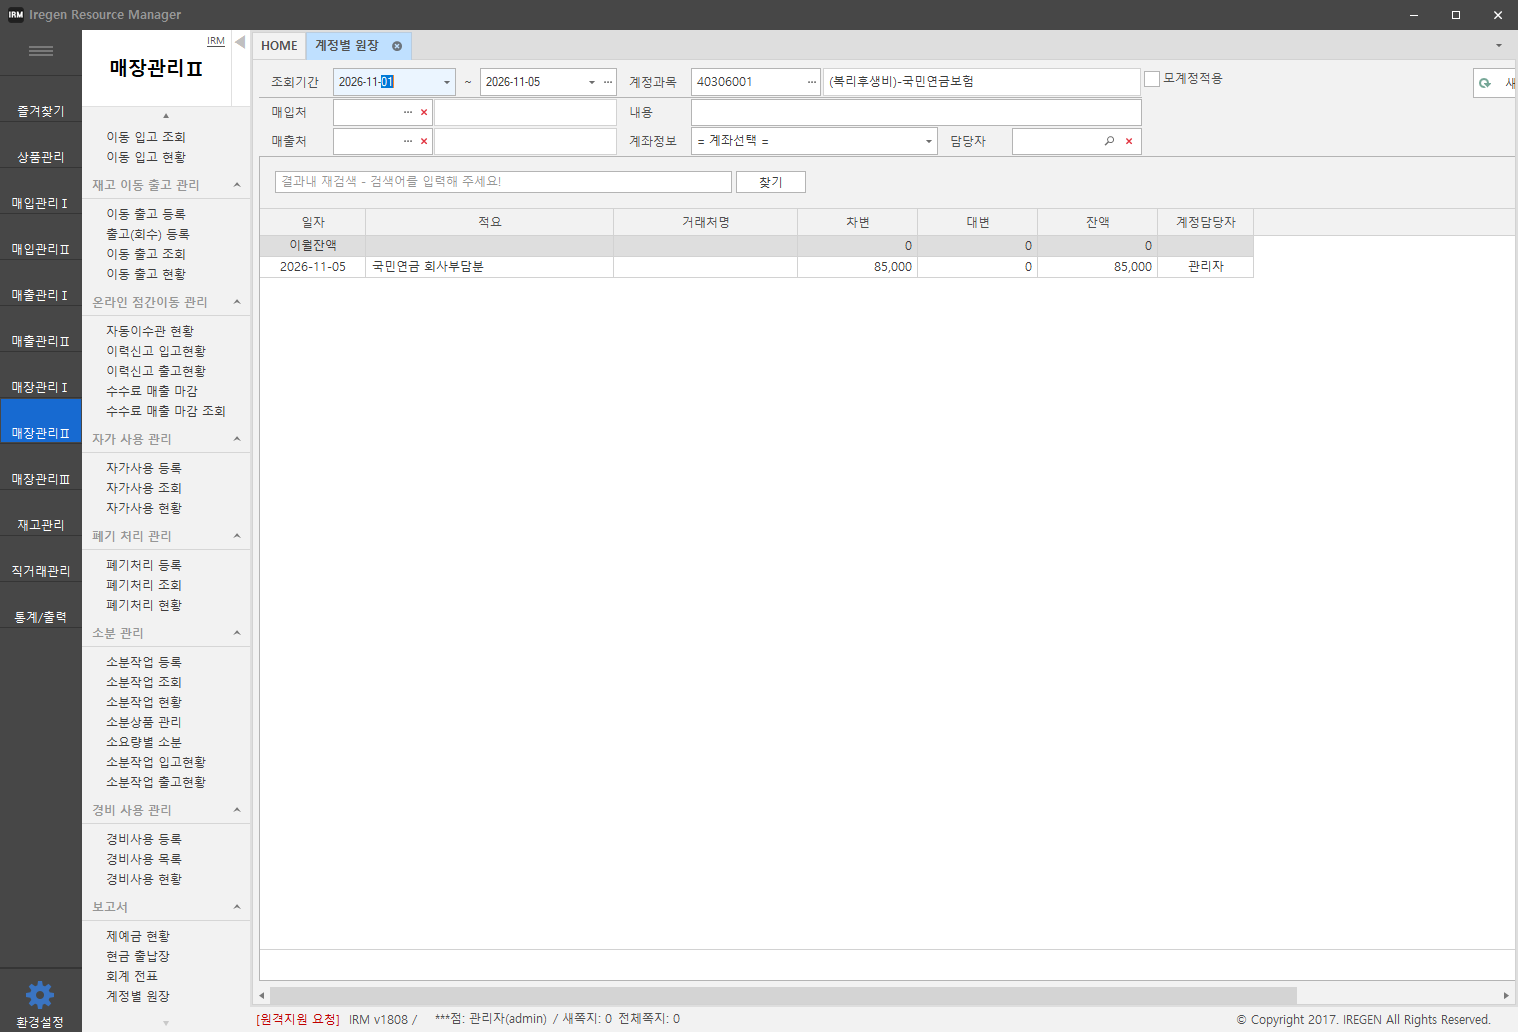 IRM Iregen Resource Manager
즐겨찾기
상품관리
매입관리Ⅰ
매입관리Ⅱ
매출관리Ⅰ
매출관리Ⅱ
매장관리Ⅰ
매장관리Ⅱ
매장관리Ⅲ
재고관리
직거래관리
통계/출력
환경설정
IRM
매장관리Ⅱ
이동 입고 조회
이동 입고 현황
재고 이동 출고 관리
이동 출고 등록
출고(회수) 등록
이동 출고 조회
이동 출고 현황
온라인 점간이동 관리
자동이수관 현황
이력신고 입고현황
이력신고 출고현황
수수료 매출 마감
수수료 매출 마감 조회
자가 사용 관리
자가사용 등록
자가사용 조회
자가사용 현황
폐기 처리 관리
폐기처리 등록
폐기처리 조회
폐기처리 현황
소분 관리
소분작업 등록
소분작업 조회
소분작업 현황
소분상품 관리
소요량별 소분
소분작업 입고현황
소분작업 출고현황
경비 사용 관리
경비사용 등록
경비사용 목록
경비사용 현황
보고서
제예금 현황
현금 출납장
회계 전표
계정별 원장
HOME 계정별 원장
조회기간 2026-11-01 ~ 2026-11-05 계정과목 40306001 (복리후생비)-국민연금보험 모계정적용 새
매입처 내용
매출처 계좌정보 = 계좌선택 = 담당자
결과내 재검색 - 검색어를 입력해 주세요! 찾기
일자 적요 거래처명 차변 대변 잔액 계정담당자
이월잔액 0 0 0
2026-11-05 국민연금 회사부담분 85,000 0 85,000 관리자
[원격지원 요청] IRM v1808 / ***점: 관리자(admin) / 새쪽지: 0 전체쪽지: 0 © Copyright 2017. IREGEN All Rights Reserved.